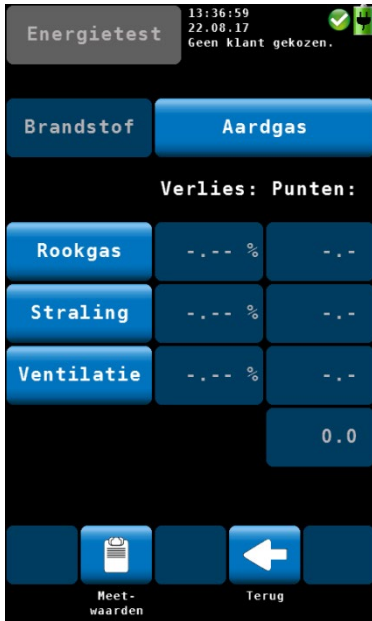 Energietest
13:36:59
22.08.17
Geen klant gekozen.
Brandstof Aardgas
Verlies: Punten:
Rookgas -.-- % -.-
Straling -.-- % -.-
Ventilatie -.-- % -.-
0.0
Meet-
waarden
Terug